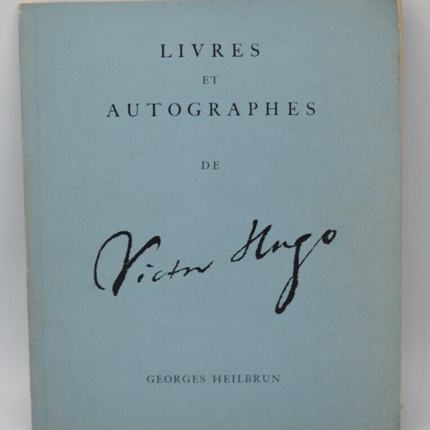 LIVRES
ET
AUTOGRAPHES
DE
Victor Hugo
GEORGES HEILBRUN